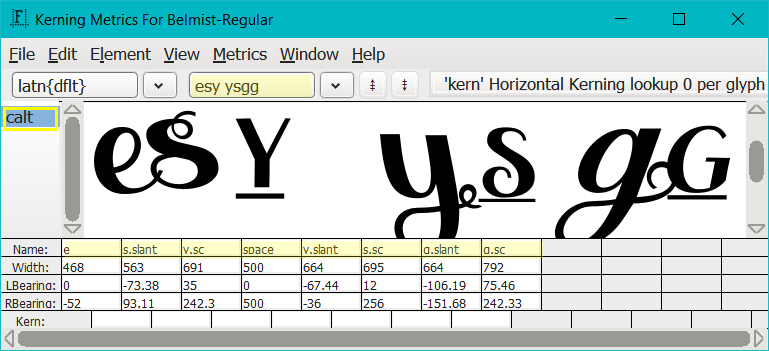 Kerning Metrics For Belmist-Regular
File Edit Element View Metrics Window Help
latn{dflt} esy ysgg 'kern' Horizontal Kerning lookup 0 per glyph
calt
esY ysgG
Name: e s.slant y.sc space y.slant s.sc g.slant g.sc
Width: 468 563 691 500 664 695 664 792
LBearing: 0 -73.38 35 0 -67.44 12 -106.19 75.46
RBearing: -52 93.11 242.3 500 -36 256 -151.68 242.33
Kern: